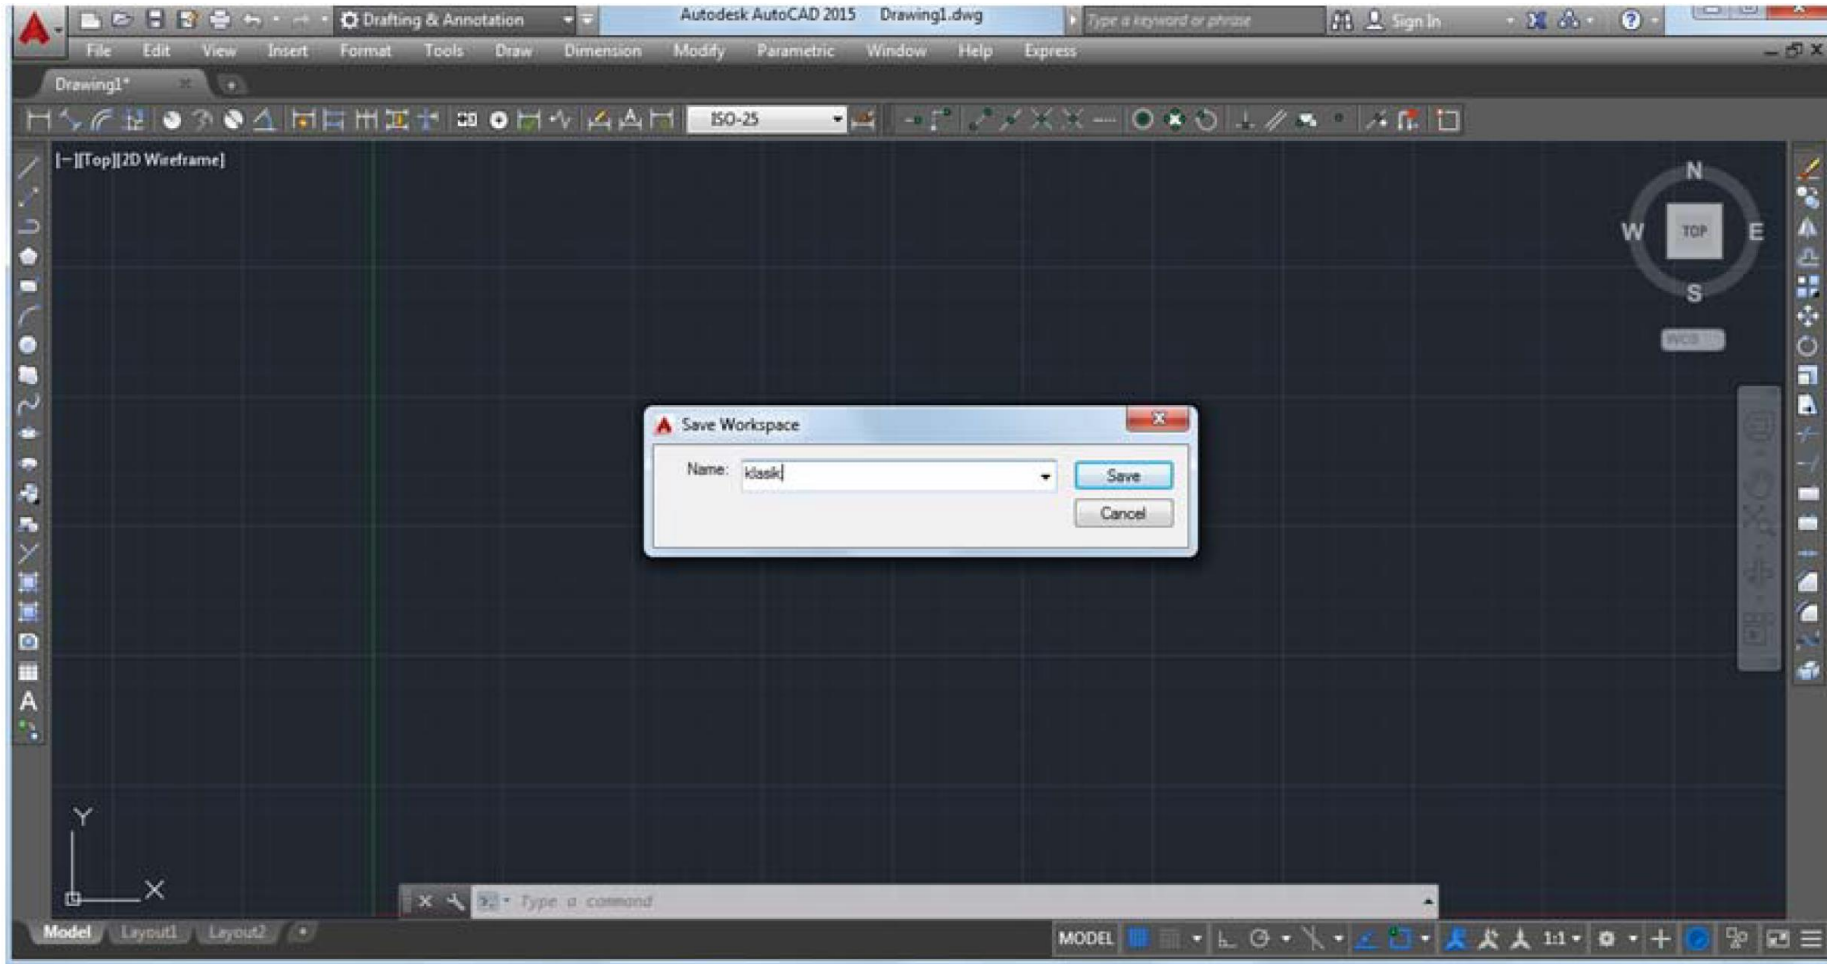 Drafting & Annotation
Autodesk AutoCAD 2015 Drawing1.dwg
Type a keyword or phrase
Sign In
?
File Edit View Insert Format Tools Draw Dimension Modify Parametric Window Help Express
Drawing1*
ISO-25
[−][Top][2D Wireframe]
N
W TOP E
S
WCS
Save Workspace
Name: klasik
Save
Cancel
A
Y
X
Type a command
Model Layout1 Layout2
MODEL
1:1